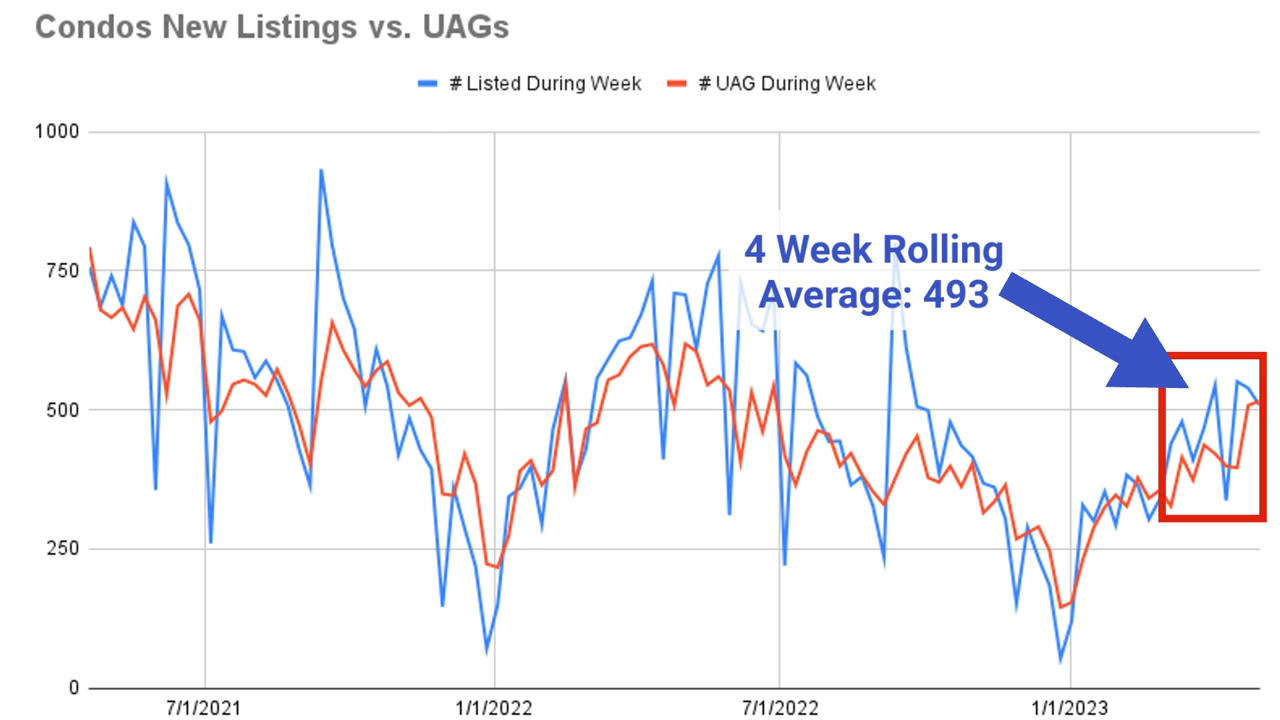 Condos New Listings vs. UAGs
# Listed During Week # UAG During Week
1000
750
500
250
0
4 Week Rolling
Average: 493
7/1/2021 1/1/2022 7/1/2022 1/1/2023